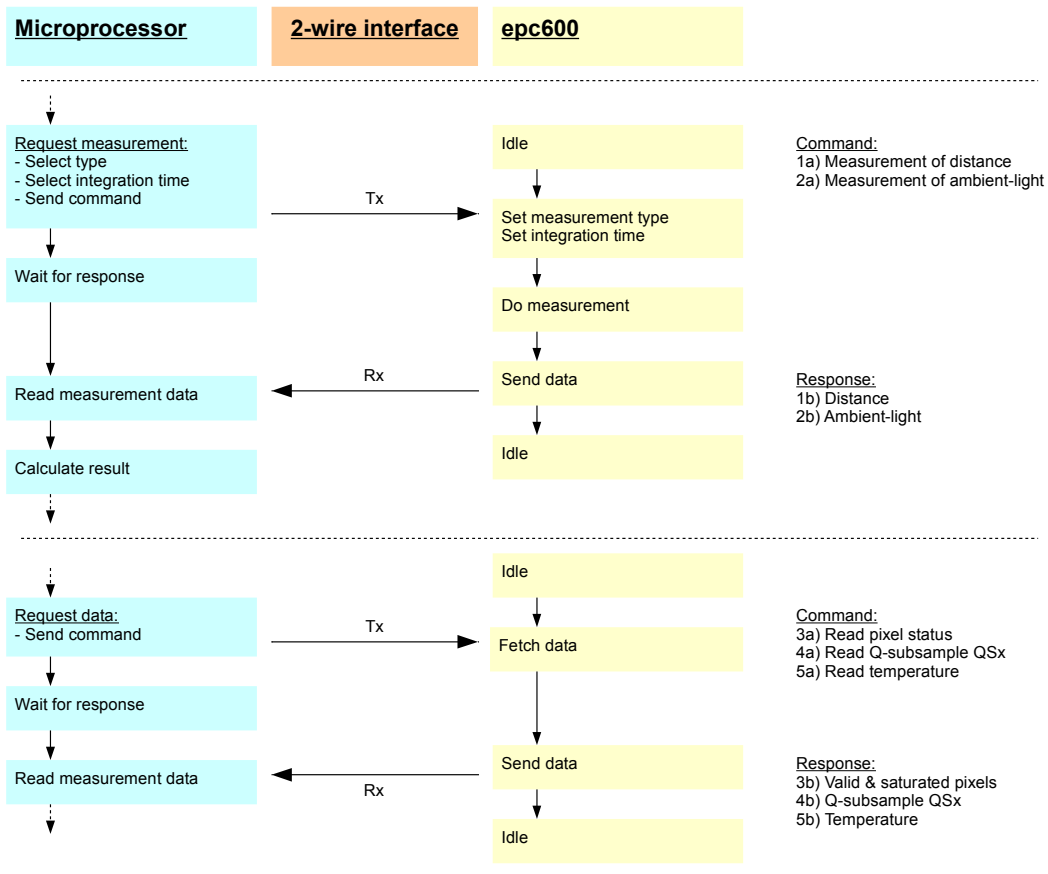 Microprocessor
2-wire interface
epc600
Request measurement:
- Select type
- Select integration time
- Send command
Idle
Command:
1a) Measurement of distance
2a) Measurement of ambient-light
Tx
Set measurement type
Set integration time
Wait for response
Do measurement
Rx
Read measurement data
Send data
Response:
1b) Distance
2b) Ambient-light
Calculate result
Idle
Idle
Request data:
- Send command
Tx
Fetch data
Command:
3a) Read pixel status
4a) Read Q-subsample QSx
5a) Read temperature
Wait for response
Read measurement data
Rx
Send data
Response:
3b) Valid & saturated pixels
4b) Q-subsample QSx
5b) Temperature
Idle